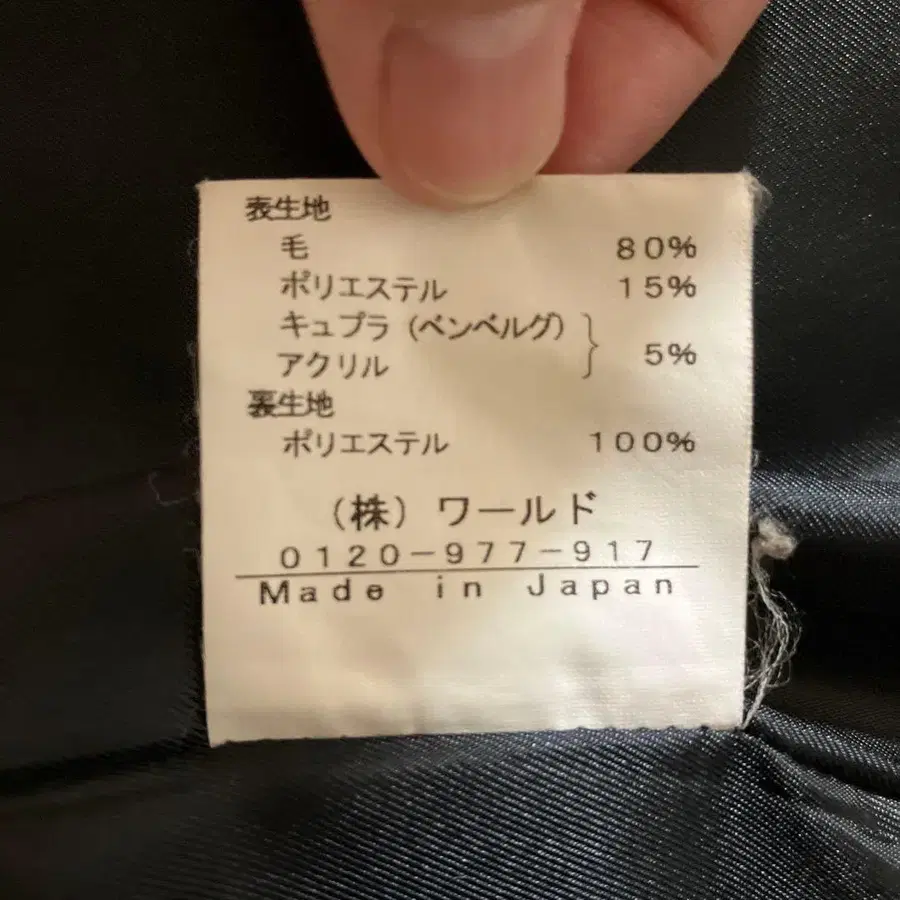 表生地
毛 80%
ポリエステル 15%
キュプラ（ベンベルグ）
アクリル } 5%
裏生地
ポリエステル 100%
（株）ワールド
0120-977-917
Made in Japan